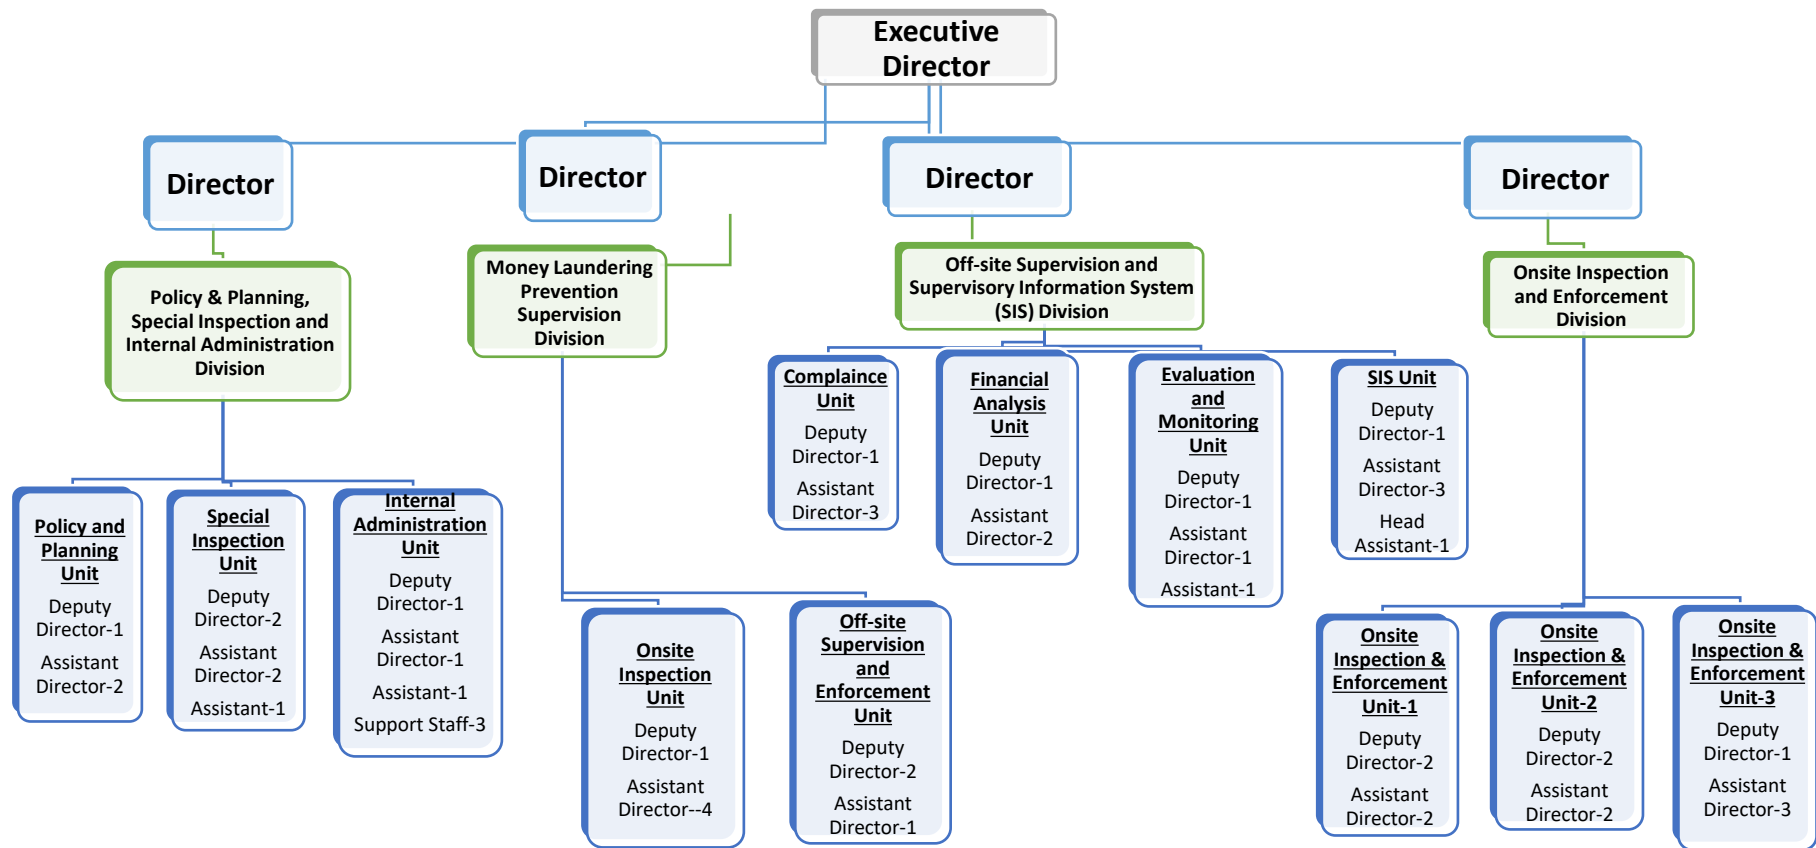 Executive
Director
Director
Director
Director
Director
Policy & Planning,
Special Inspection and
Internal Administration
Division
Money Laundering
Prevention
Supervision
Division
Off-site Supervision and
Supervisory Information System
(SIS) Division
Onsite Inspection
and Enforcement
Division
Policy and
Planning
Unit
Deputy
Director-1
Assistant
Director-2
Special
Inspection
Unit
Deputy
Director-2
Assistant
Director-2
Assistant-1
Internal
Administration
Unit
Deputy
Director-1
Assistant
Director-1
Assistant-1
Support Staff-3
Onsite
Inspection
Unit
Deputy
Director-1
Assistant
Director--4
Off-site
Supervision
and
Enforcement
Unit
Deputy
Director-2
Assistant
Director-1
Complaince
Unit
Deputy
Director-1
Assistant
Director-3
Financial
Analysis
Unit
Deputy
Director-1
Assistant
Director-2
Evaluation
and
Monitoring
Unit
Deputy
Director-1
Assistant
Director-1
Assistant-1
SIS Unit
Deputy
Director-1
Assistant
Director-3
Head
Assistant-1
Onsite
Inspection &
Enforcement
Unit-1
Deputy
Director-2
Assistant
Director-2
Onsite
Inspection &
Enforcement
Unit-2
Deputy
Director-2
Assistant
Director-2
Onsite
Inspection &
Enforcement
Unit-3
Deputy
Director-1
Assistant
Director-3